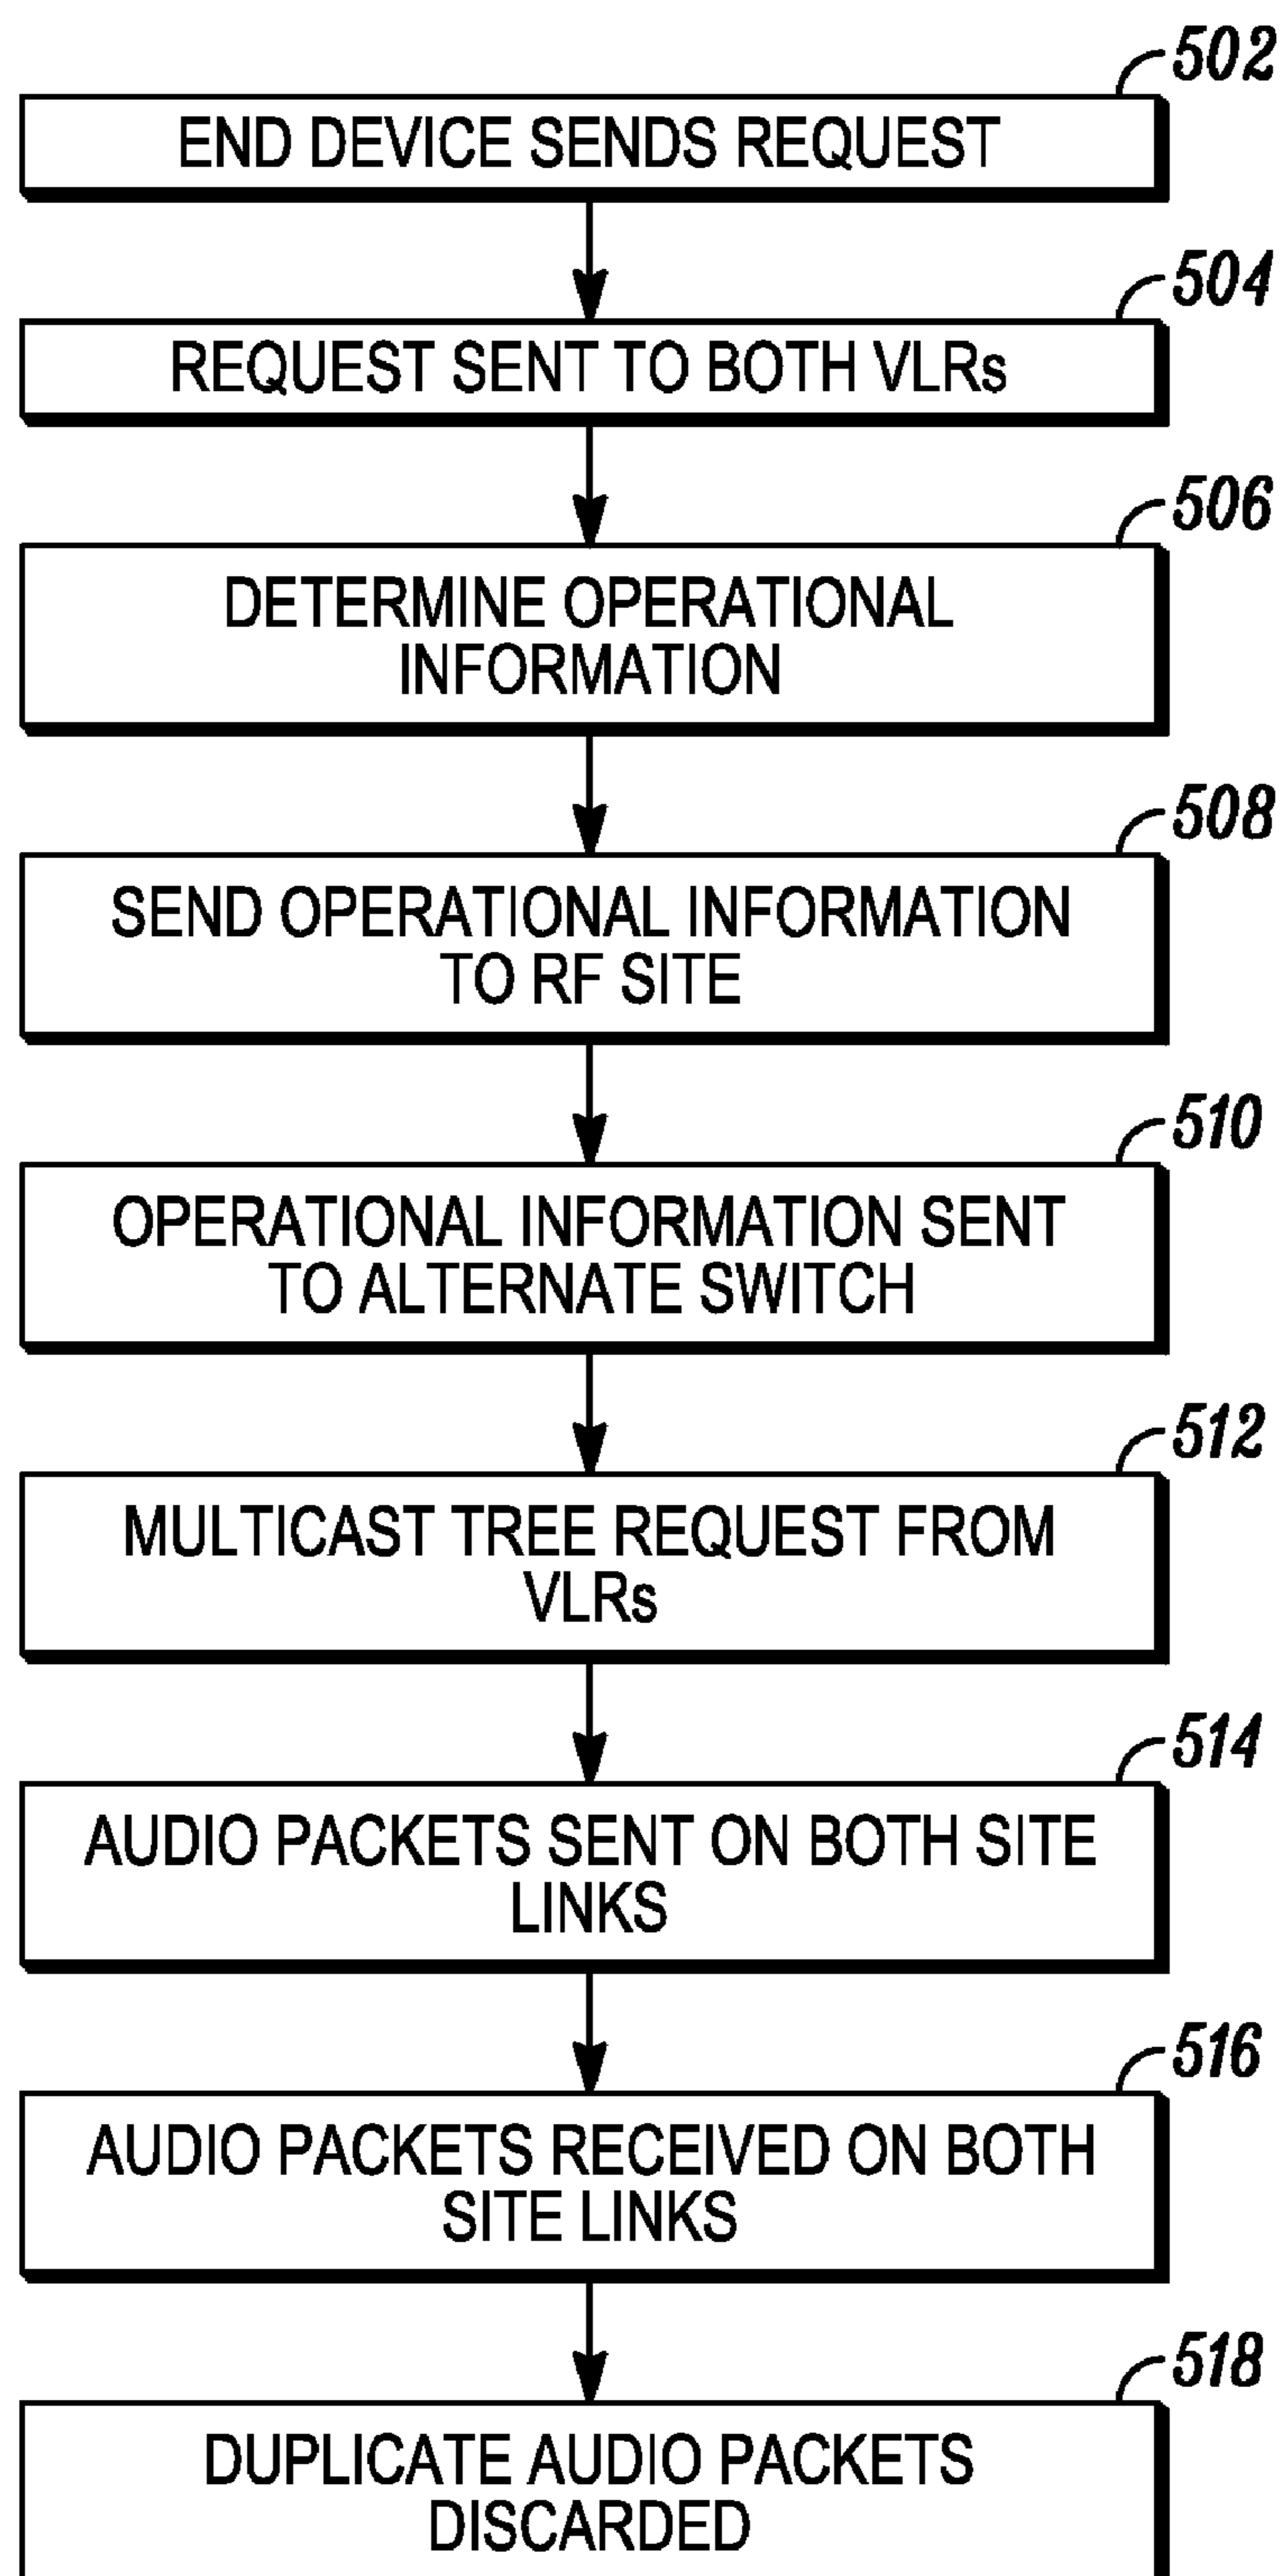 502
END DEVICE SENDS REQUEST
504
REQUEST SENT TO BOTH VLRs
506
DETERMINE OPERATIONAL
INFORMATION
508
SEND OPERATIONAL INFORMATION
TO RF SITE
510
OPERATIONAL INFORMATION SENT
TO ALTERNATE SWITCH
512
MULTICAST TREE REQUEST FROM
VLRs
514
AUDIO PACKETS SENT ON BOTH SITE
LINKS
516
AUDIO PACKETS RECEIVED ON BOTH
SITE LINKS
518
DUPLICATE AUDIO PACKETS
DISCARDED